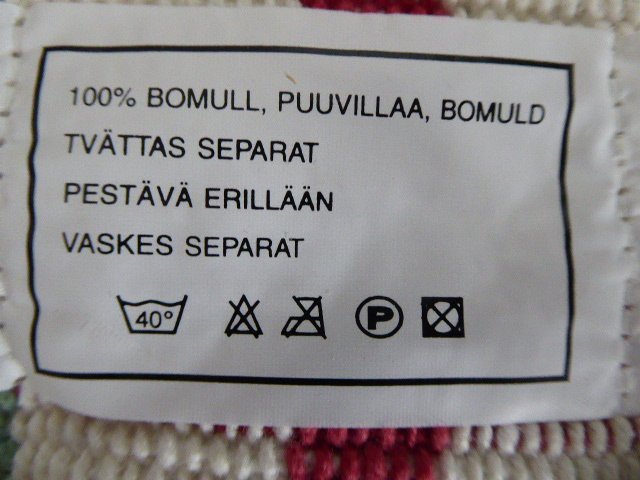 100% BOMULL, PUUVILLAA, BOMULD
TVÄTTAS SEPARAT
PESTÄVÄ ERILLÄÄN
VASKES SEPARAT
40° P